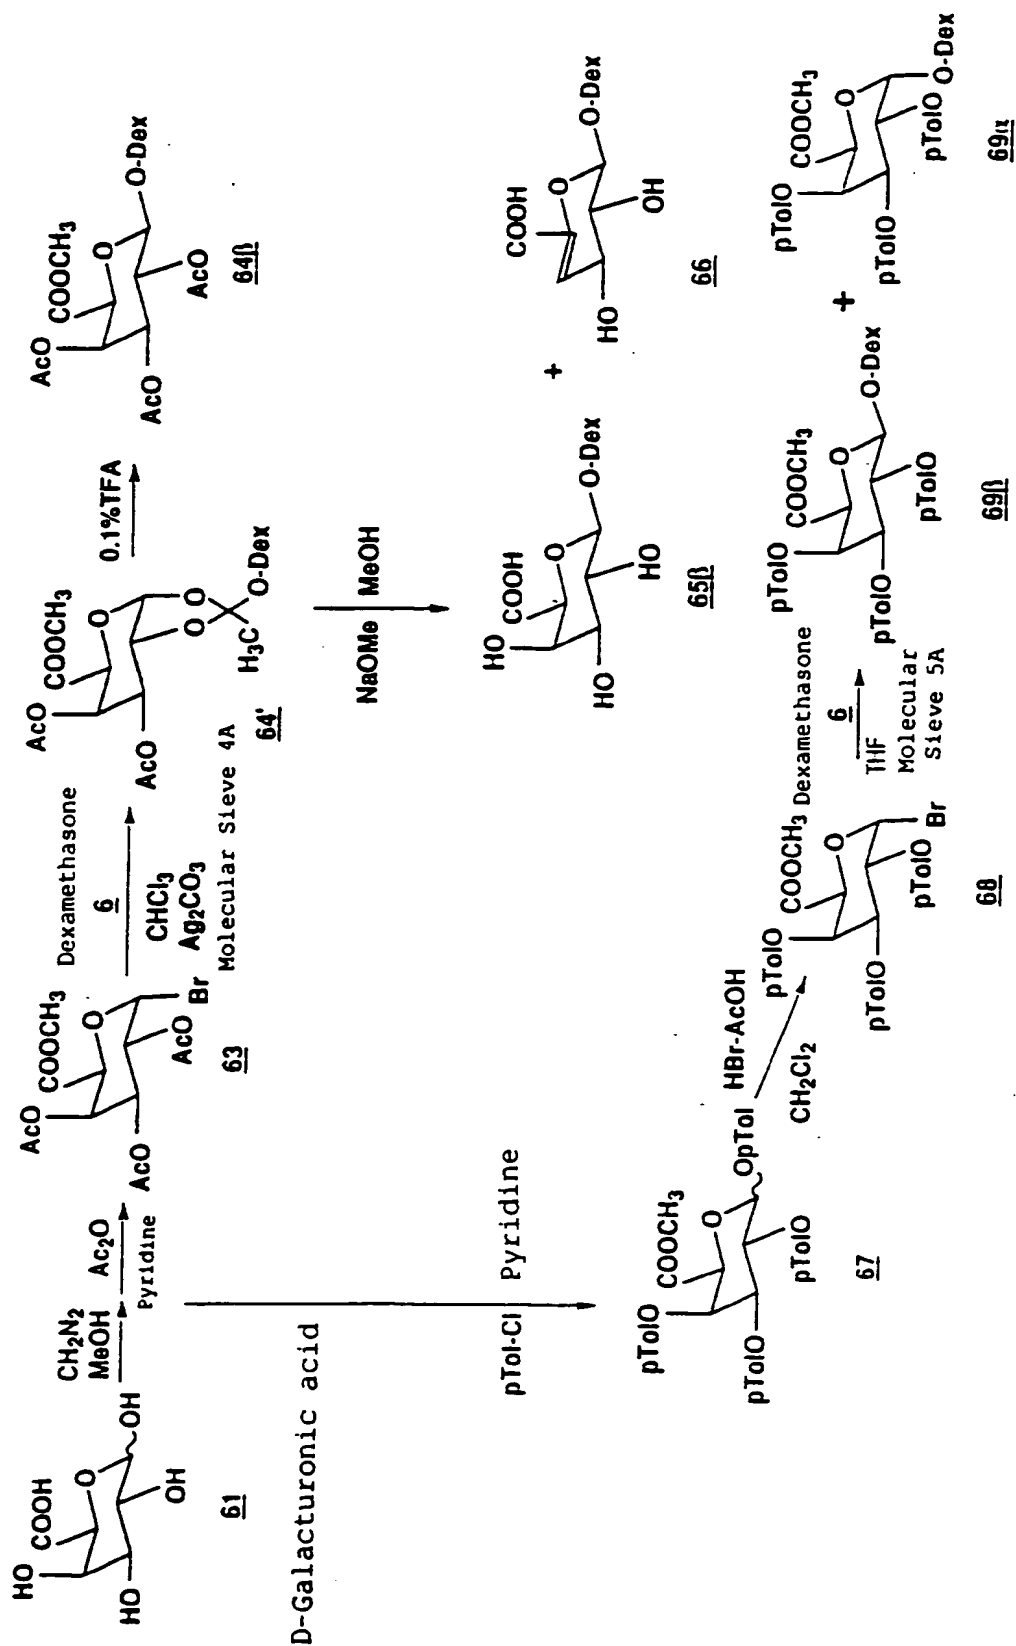 HO
COOH
O
HO
OH
OH
61
D-Galacturonic acid
CH2N2
MeOH
Ac2O
Pyridine
AcO
COOCH3
O
AcO
AcO
Br
63
Dexamethasone
6
CHCl3
Ag2CO3
Molecular Sieve 4A
AcO
COOCH3
O
AcO
O
O
H3C
O-Dex
64'
0.1%TFA
AcO
COOCH3
O
O-Dex
AcO
AcO
64β
NaOMe MeOH
HO
COOH
O
O-Dex
HO
HO
65β
+
COOH
O
O-Dex
HO
OH
66
pTol-Cl Pyridine
pTolO
COOCH3
O
OpTol
pTolO
pTolO
67
HBr-AcOH
CH2Cl2
pTolO
COOCH3
O
pTolO
pTolO
Br
68
Dexamethasone
6
THF
Molecular
Sieve 5A
pTolO
COOCH3
O
O-Dex
pTolO
pTolO
69β
+
pTolO
COOCH3
O
pTolO
pTolO
O-Dex
69α